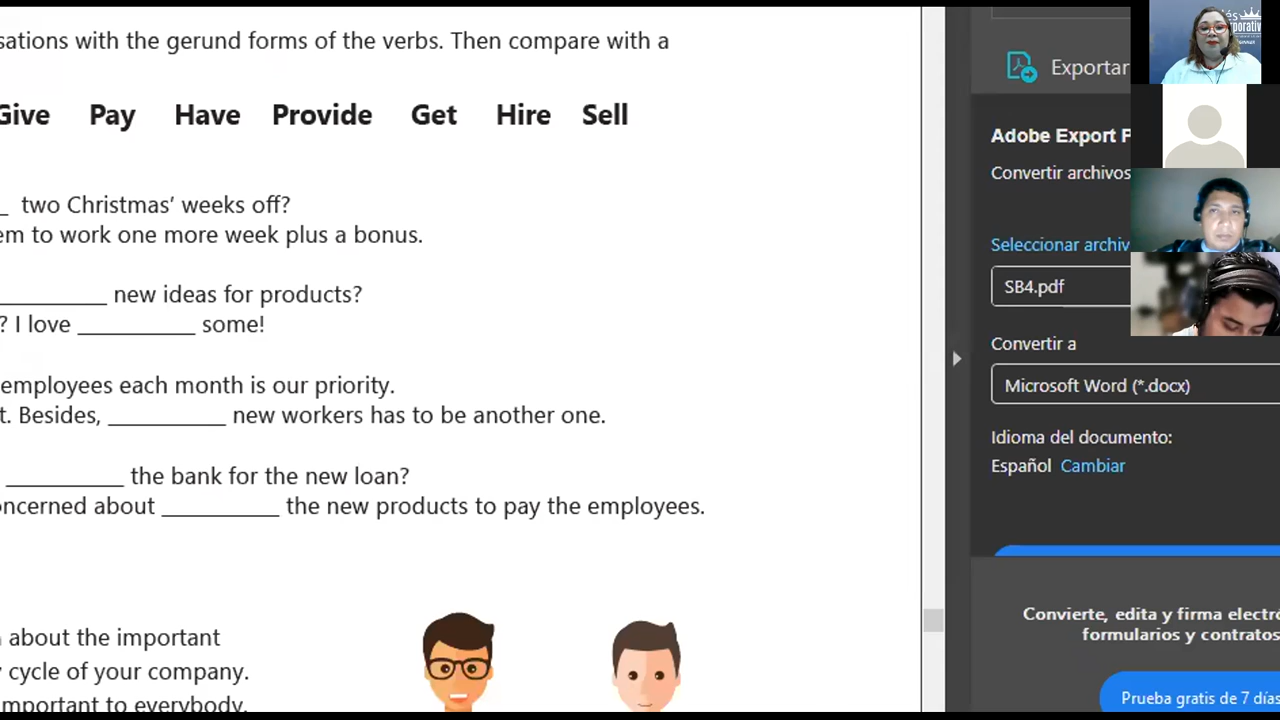 sations with the gerund forms of the verbs. Then compare with a
Give Pay Have Provide Get Hire Sell
_ two Christmas’ weeks off?
em to work one more week plus a bonus.
__________ new ideas for products?
? I love __________ some!
employees each month is our priority.
t. Besides, __________ new workers has to be another one.
__________ the bank for the new loan?
oncerned about __________ the new products to pay the employees.
about the important
cycle of your company.
mportant to everybody.
Exportar
Adobe Export P
Convertir archivos
Seleccionar archiv
SB4.pdf
Convertir a
Microsoft Word (*.docx)
Idioma del documento:
Español Cambiar
Convierte, edita y firma electró
formularios y contratos
Prueba gratis de 7 días